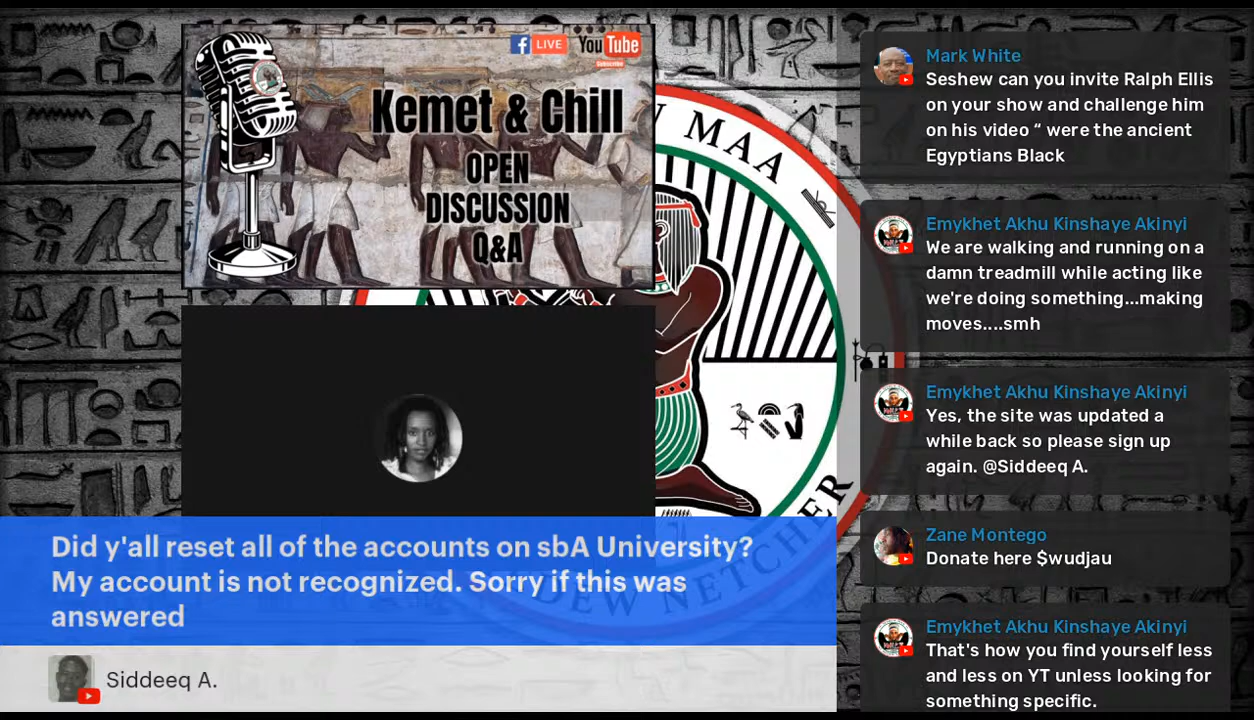 LIVE
YouTube
Subscribe
Kemet & Chill
OPEN
DISCUSSION
Q&A
MAA
NETCHER
DEW NETCH
Did y'all reset all of the accounts on sbA University?
My account is not recognized. Sorry if this was
answered
Siddeeq A.
Mark White
Seshew can you invite Ralph Ellis
on your show and challenge him
on his video “ were the ancient
Egyptians Black
Emykhet Akhu Kinshaye Akinyi
We are walking and running on a
damn treadmill while acting like
we're doing something...making
moves....smh
Emykhet Akhu Kinshaye Akinyi
Yes, the site was updated a
while back so please sign up
again. @Siddeeq A.
Zane Montego
Donate here $wudjau
Emykhet Akhu Kinshaye Akinyi
That's how you find yourself less
and less on YT unless looking for
something specific.